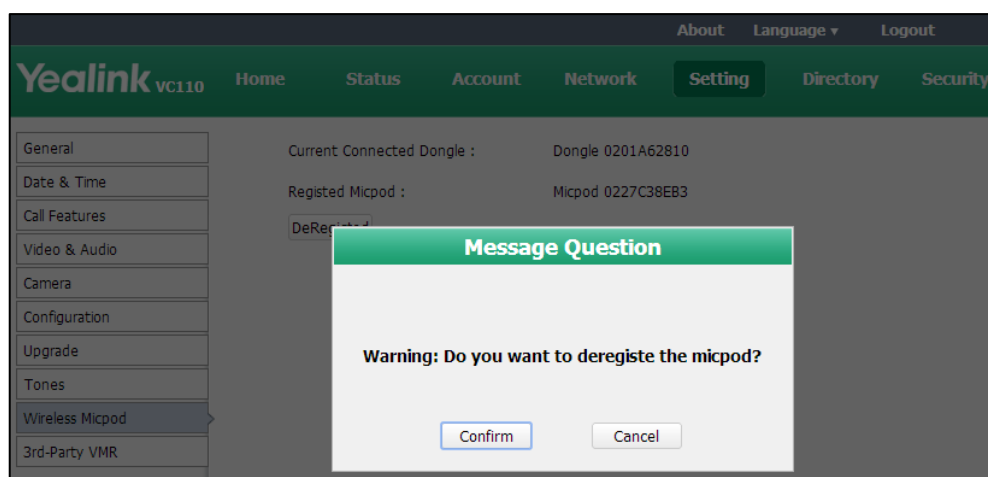 About Language ▾ Logout
Yealink VC110 Home Status Account Network Setting Directory Security
General
Current Connected Dongle : Dongle 0201A62810
Date & Time
Registed Micpod : Micpod 0227C38EB3
Call Features
DeRegisted
Video & Audio
Message Question
Camera
Configuration
Upgrade
Warning: Do you want to deregiste the micpod?
Tones
Wireless Micpod
Confirm Cancel
3rd-Party VMR